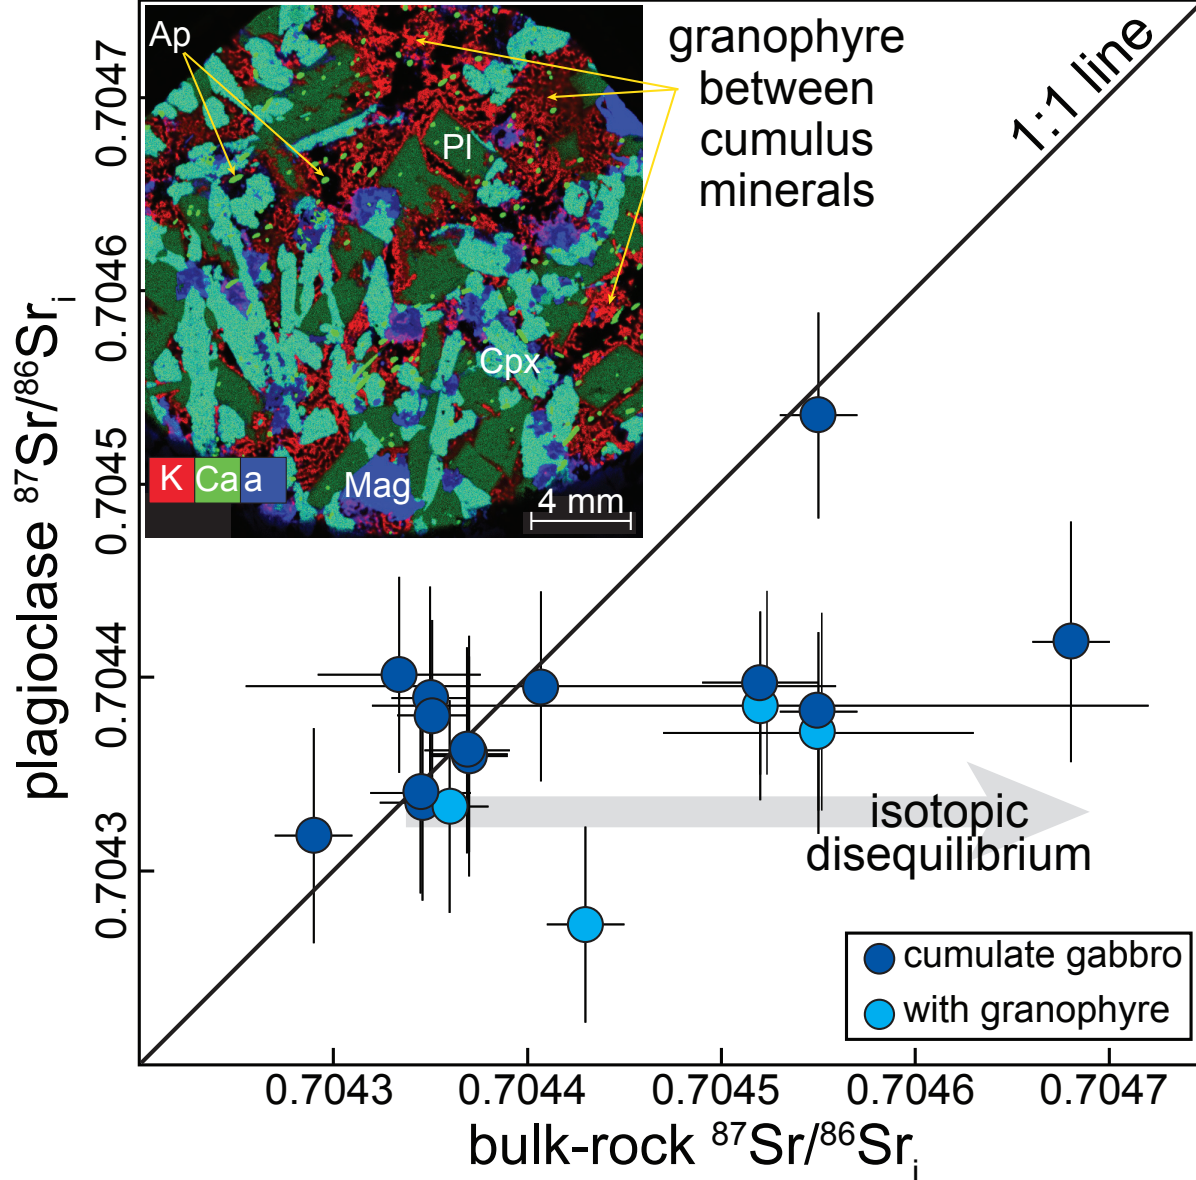 Ap
granophyre
between
cumulus
minerals
1:1 line
Pl
Cpx
K Ca a
Mag
4 mm
0.7047
0.7046
0.7045
0.7044
0.7043
plagioclase ⁸⁷Sr/⁸⁶Srᵢ
isotopic
disequilibrium
cumulate gabbro
with granophyre
0.7043 0.7044 0.7045 0.7046 0.7047
bulk-rock ⁸⁷Sr/⁸⁶Srᵢ